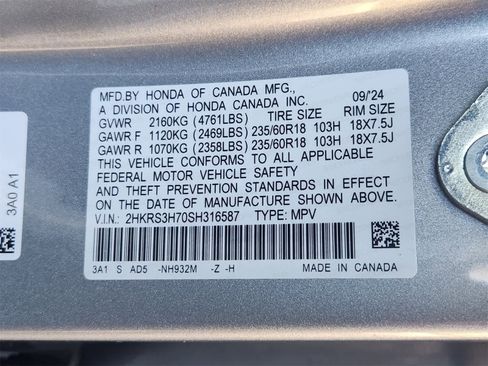 MFD.BY HONDA OF CANADA MFG., 09/'24
A DIVISION OF HONDA CANADA INC.
GVWR 2160KG (4761LBS) TIRE SIZE RIM SIZE
GAWR F 1120KG (2469LBS) 235/60R18 103H 18X7.5J
GAWR R 1070KG (2358LBS) 235/60R18 103H 18X7.5J
THIS VEHICLE CONFORMS TO ALL APPLICABLE
FEDERAL MOTOR VEHICLE SAFETY
AND THEFT PREVENTION STANDARDS IN EFFECT
ON THE DATE OF MANUFACTURE SHOWN ABOVE.
V.I.N.: 2HKRS3H70SH316587 TYPE: MPV
3A1 S AD5 -NH932M -Z -H MADE IN CANADA
3A0 A1